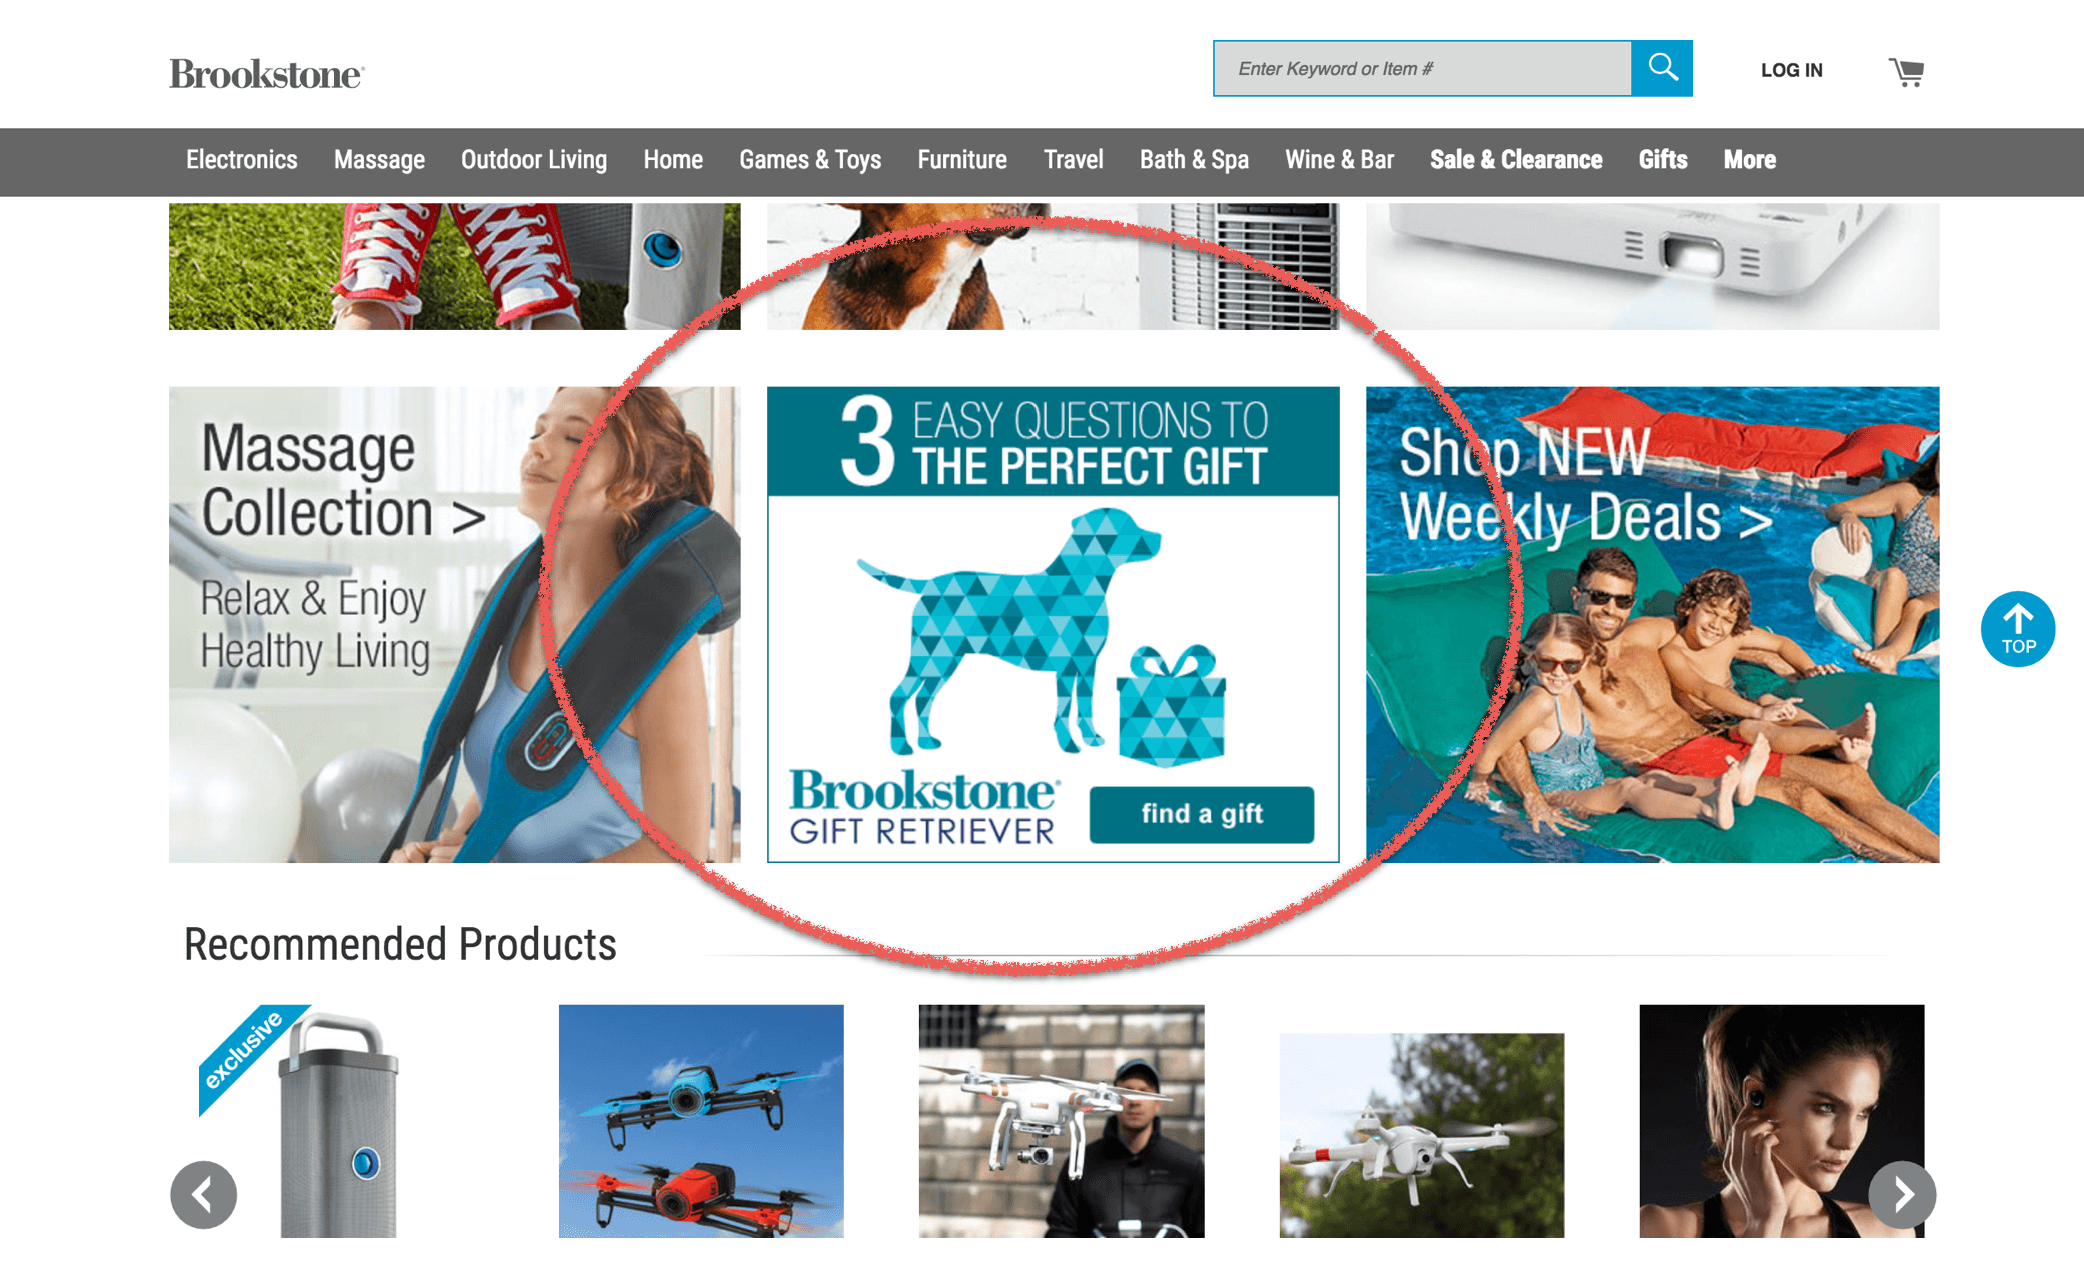 Brookstone®
Enter Keyword or Item #
LOG IN
Electronics Massage Outdoor Living Home Games & Toys Furniture Travel Bath & Spa Wine & Bar Sale & Clearance Gifts More
Massage
Collection >
Relax & Enjoy
Healthy Living
3 EASY QUESTIONS TO
THE PERFECT GIFT
Brookstone®
GIFT RETRIEVER
find a gift
Shop NEW
Weekly Deals >
TOP
Recommended Products
exclusive